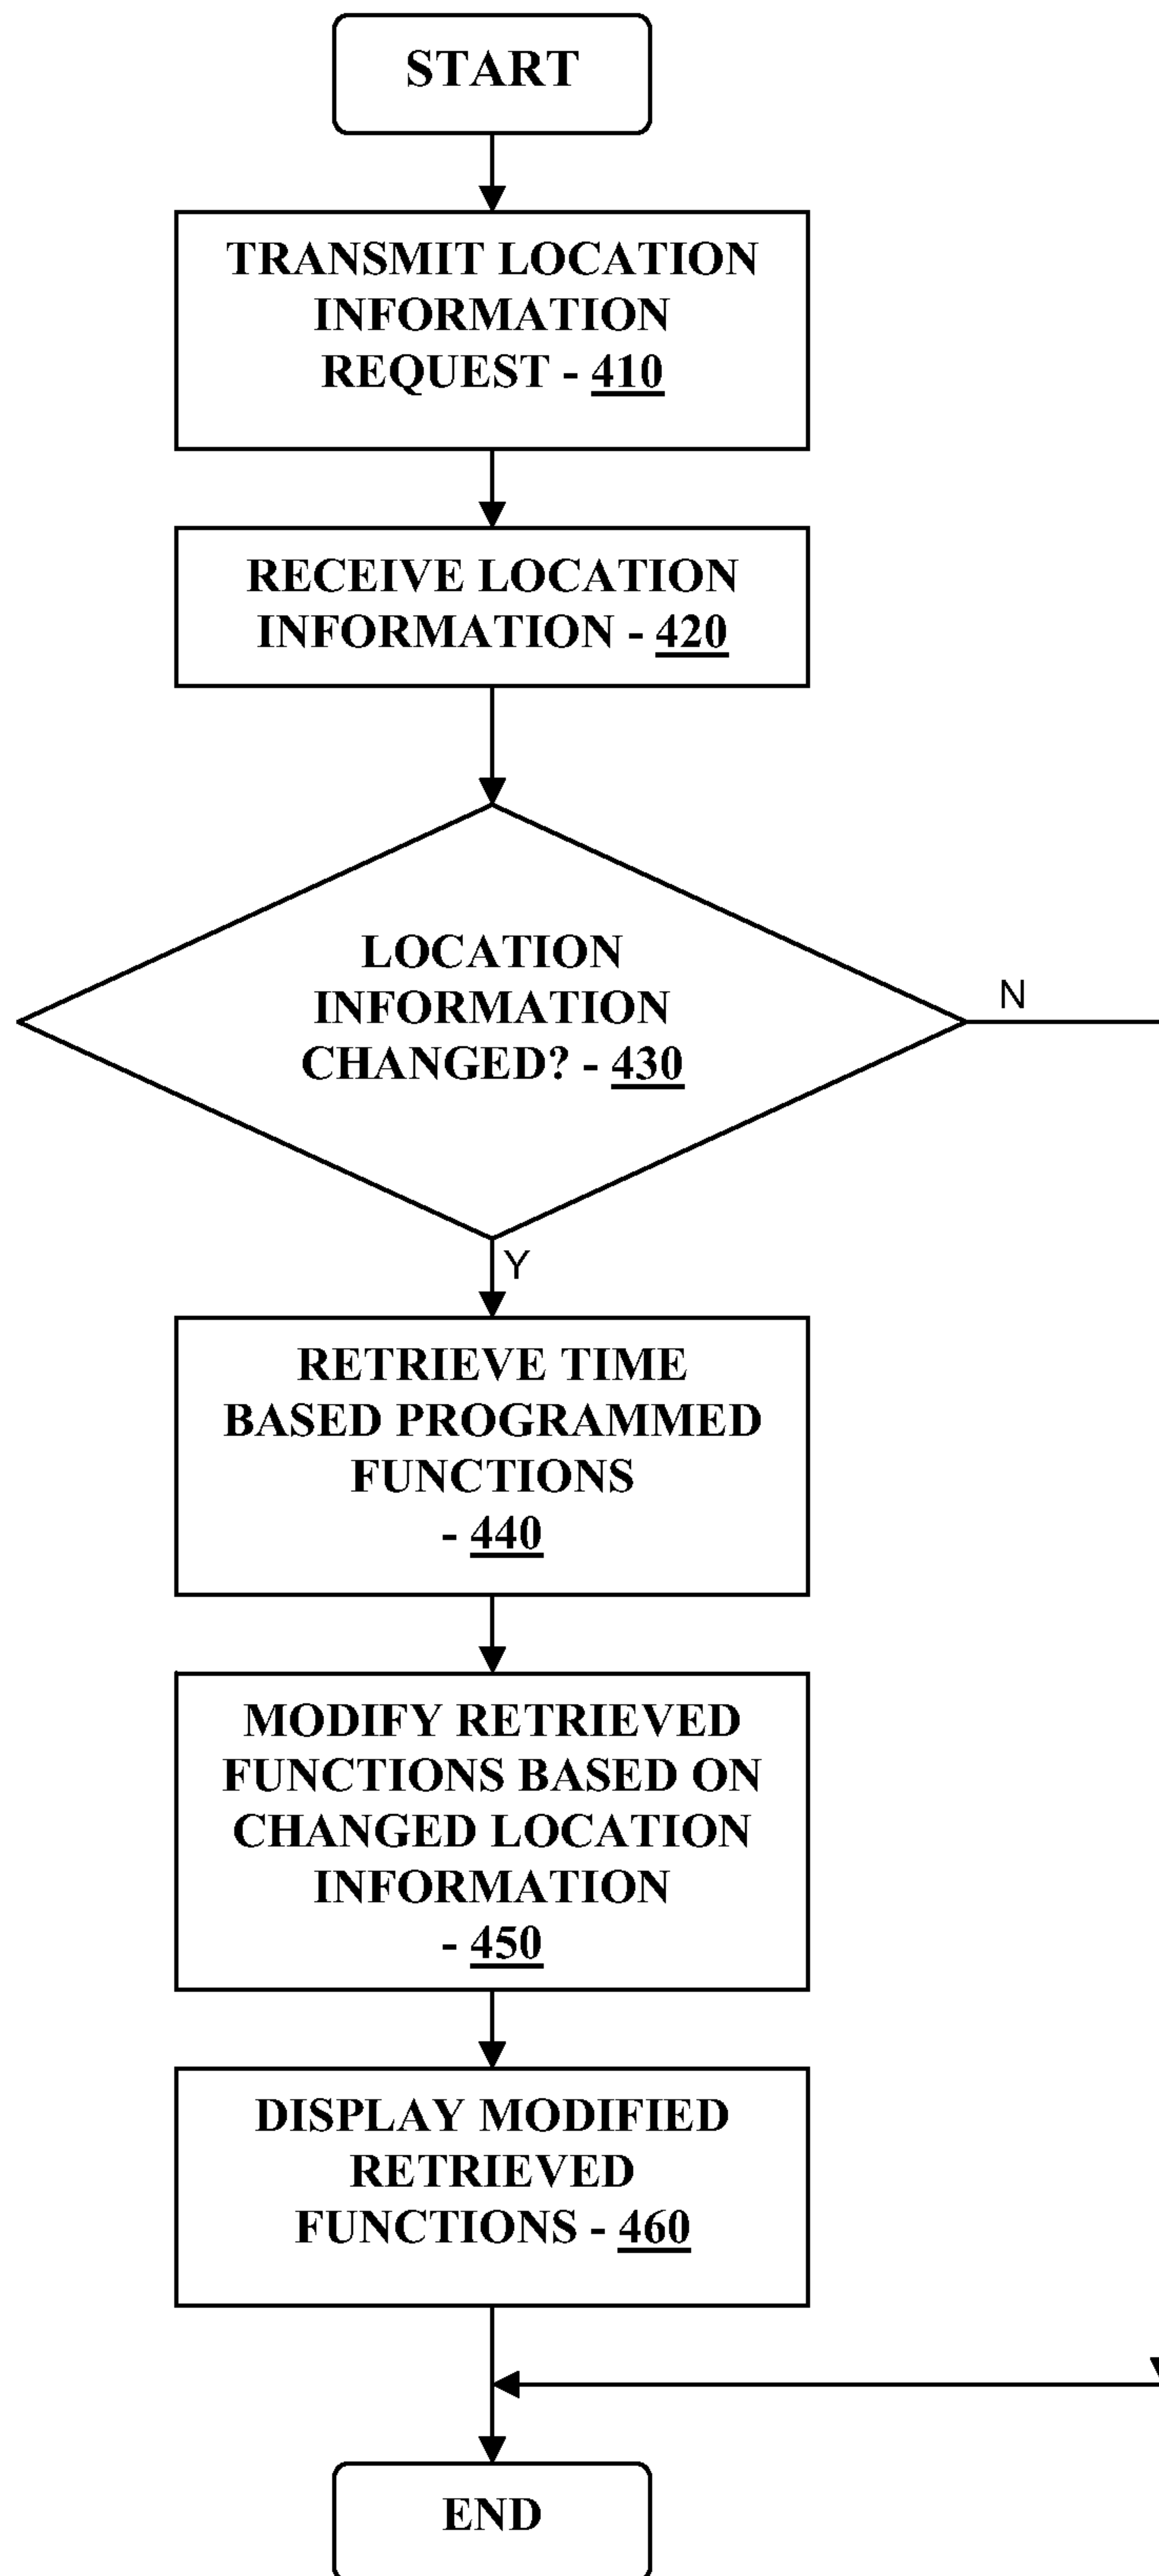 START
TRANSMIT LOCATION
INFORMATION
REQUEST - 410
RECEIVE LOCATION
INFORMATION - 420
LOCATION
INFORMATION
CHANGED? - 430
N
Y
RETRIEVE TIME
BASED PROGRAMMED
FUNCTIONS
- 440
MODIFY RETRIEVED
FUNCTIONS BASED ON
CHANGED LOCATION
INFORMATION
- 450
DISPLAY MODIFIED
RETRIEVED
FUNCTIONS - 460
END